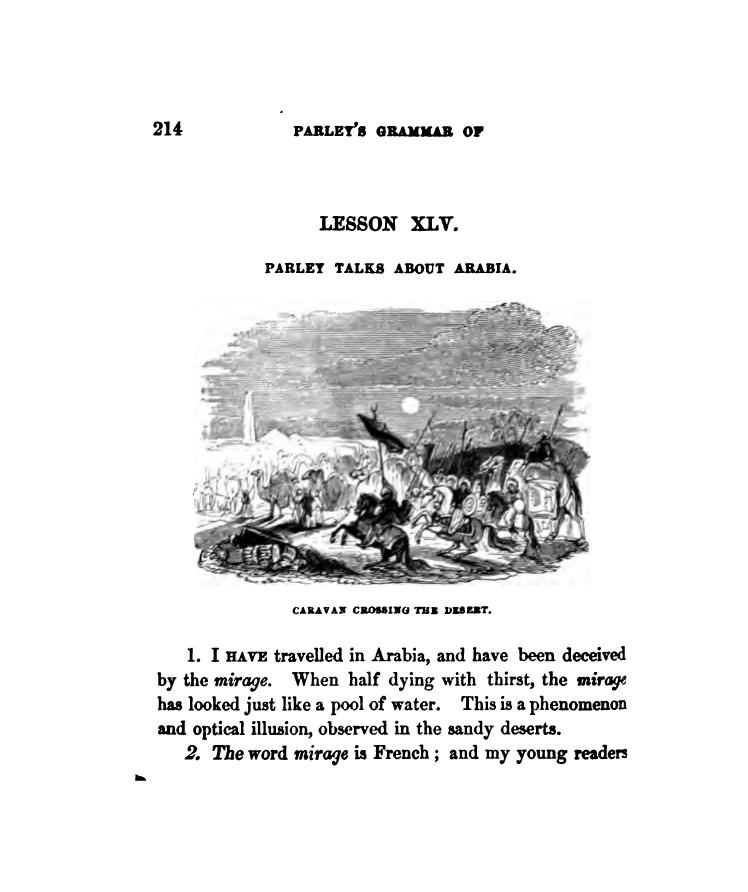 214 PARLEY'S GRAMMAR OF
LESSON XLV.
PARLEY TALKS ABOUT ARABIA.
CARAVAN CROSSING THE DESERT.
1. I HAVE travelled in Arabia, and have been deceived
by the mirage. When half dying with thirst, the mirage
has looked just like a pool of water. This is a phenomenon
and optical illusion, observed in the sandy deserts.
2. The word mirage is French ; and my young readers